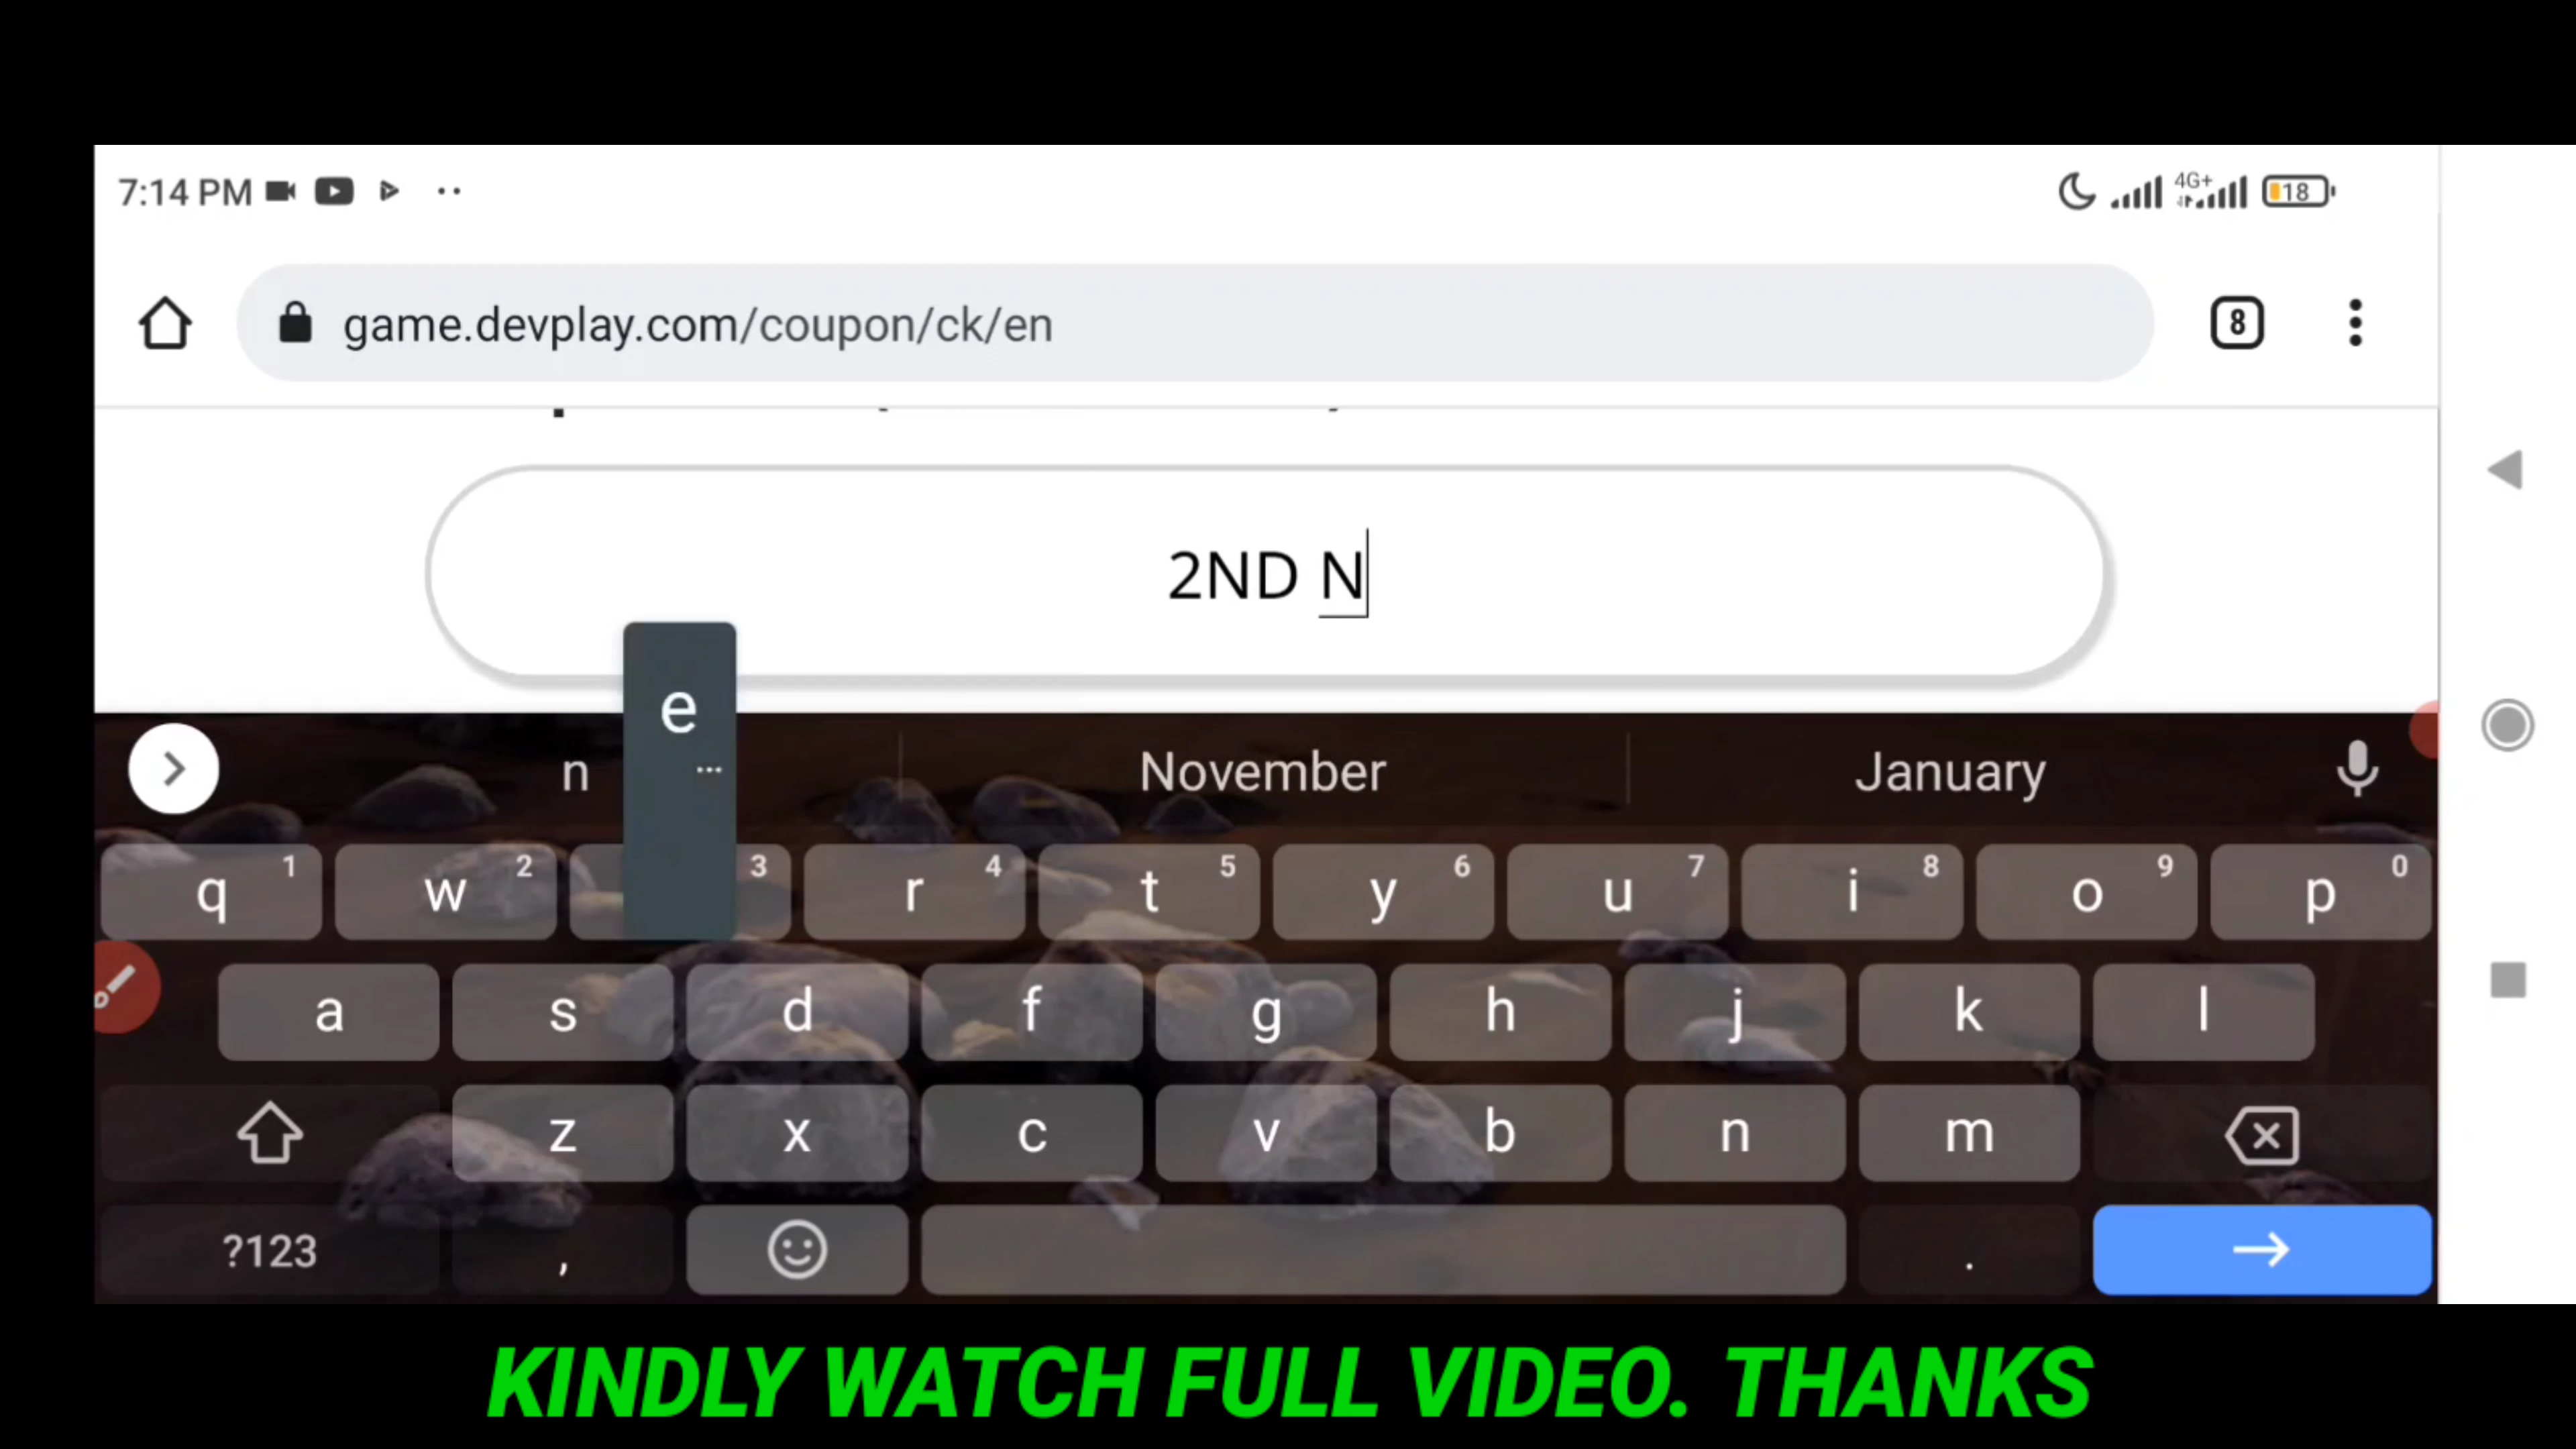 7:14 PM 4G+ 18
game.devplay.com/coupon/ck/en 8
2ND N
e
n November January
q 1 w 2 3 r 4 t 5 y 6 u 7 i 8 o 9 p 0
a s d f g h j k l
z x c v b n m
?123 , .
KINDLY WATCH FULL VIDEO. THANKS